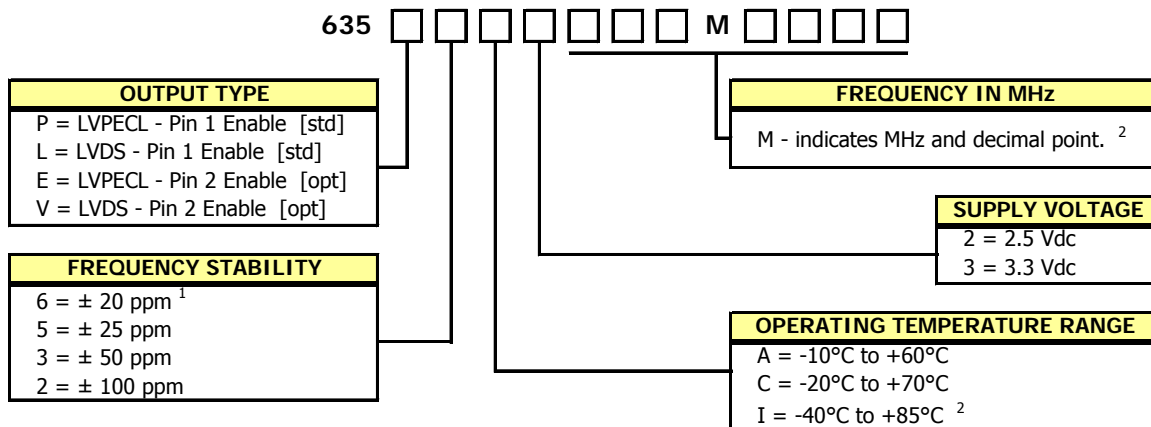 635 M
OUTPUT TYPE
P = LVPECL - Pin 1 Enable [std]
L = LVDS - Pin 1 Enable [std]
E = LVPECL - Pin 2 Enable [opt]
V = LVDS - Pin 2 Enable [opt]
FREQUENCY IN MHz
M - indicates MHz and decimal point. 2
SUPPLY VOLTAGE
2 = 2.5 Vdc
3 = 3.3 Vdc
FREQUENCY STABILITY
6 = ± 20 ppm 1
5 = ± 25 ppm
3 = ± 50 ppm
2 = ± 100 ppm
OPERATING TEMPERATURE RANGE
A = -10°C to +60°C
C = -20°C to +70°C
I = -40°C to +85°C 2